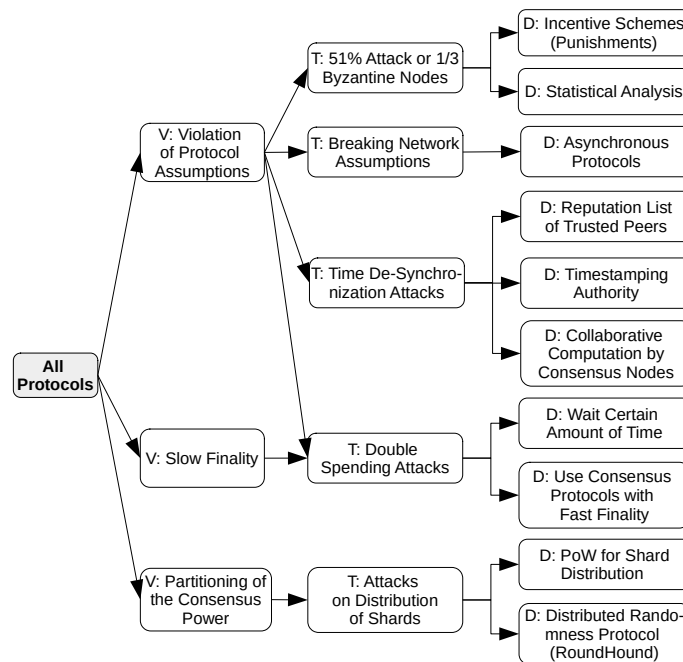 D: Incentive Schemes
(Punishments)
T: 51% Attack or 1/3
Byzantine Nodes
D: Statistical Analysis
V: Violation
of Protocol
Assumptions
T: Breaking Network
Assumptions
D: Asynchronous
Protocols
D: Reputation List
of Trusted Peers
T: Time De-Synchro-
nization Attacks
D: Timestamping
Authority
D: Collaborative
Computation by
Consensus Nodes
All
Protocols
D: Wait Certain
Amount of Time
V: Slow Finality
T: Double
Spending Attacks
D: Use Consensus
Protocols with
Fast Finality
D: PoW for Shard
Distribution
V: Partitioning of
the Consensus
Power
T: Attacks
on Distribution
of Shards
D: Distributed Rando-
mness Protocol
(RoundHound)